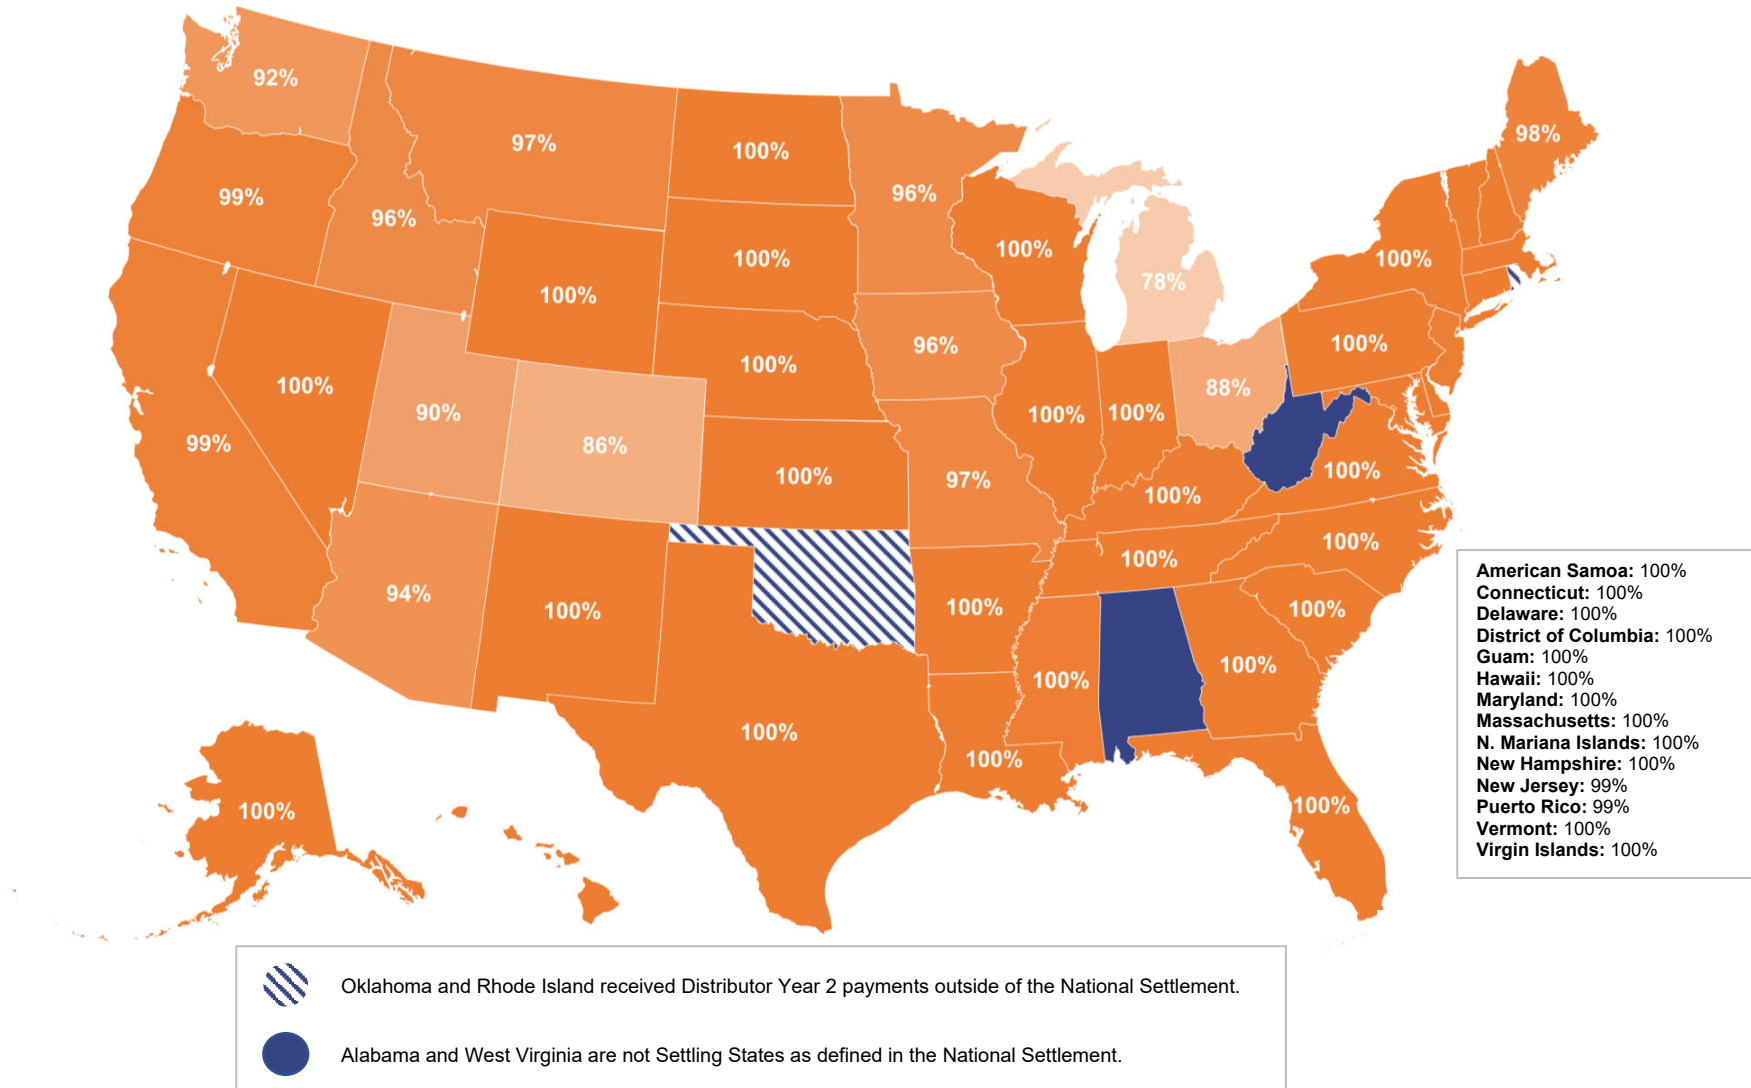 92%
97%
100%
96%
98%
99%
96%
100%
100%
100%
78%
100%
100%
96%
100%
100%
100%
90%
86%
88%
99%
100%
97%
100%
100%
100%
100%
100%
100%
94%
100%
100%
100%
100%
100%
100%
100%
100%
100%
100%
American Samoa: 100%
Connecticut: 100%
Delaware: 100%
District of Columbia: 100%
Guam: 100%
Hawaii: 100%
Maryland: 100%
Massachusetts: 100%
N. Mariana Islands: 100%
New Hampshire: 100%
New Jersey: 99%
Puerto Rico: 99%
Vermont: 100%
Virgin Islands: 100%
Oklahoma and Rhode Island received Distributor Year 2 payments outside of the National Settlement.
Alabama and West Virginia are not Settling States as defined in the National Settlement.